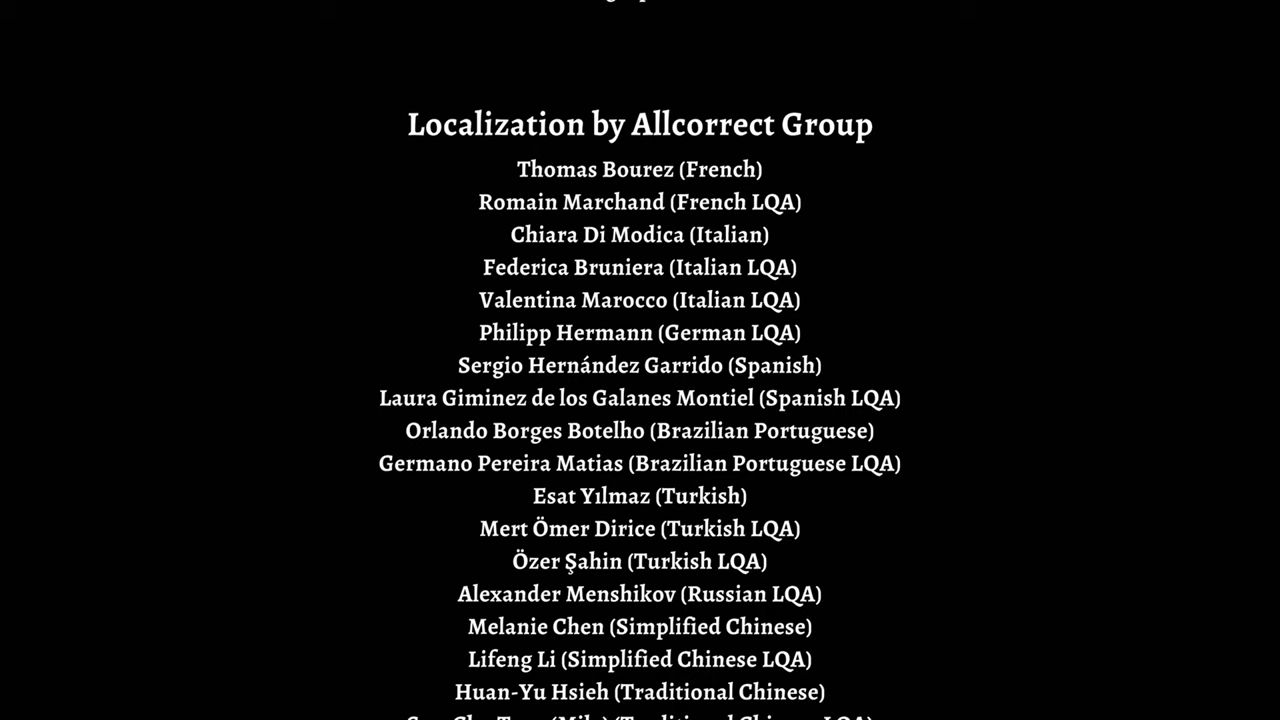 Localization by Allcorrect Group
Thomas Bourez (French)
Romain Marchand (French LQA)
Chiara Di Modica (Italian)
Federica Bruniera (Italian LQA)
Valentina Marocco (Italian LQA)
Philipp Hermann (German LQA)
Sergio Hernández Garrido (Spanish)
Laura Giminez de los Galanes Montiel (Spanish LQA)
Orlando Borges Botelho (Brazilian Portuguese)
Germano Pereira Matias (Brazilian Portuguese LQA)
Esat Yılmaz (Turkish)
Mert Ömer Dirice (Turkish LQA)
Özer Şahin (Turkish LQA)
Alexander Menshikov (Russian LQA)
Melanie Chen (Simplified Chinese)
Lifeng Li (Simplified Chinese LQA)
Huan-Yu Hsieh (Traditional Chinese)